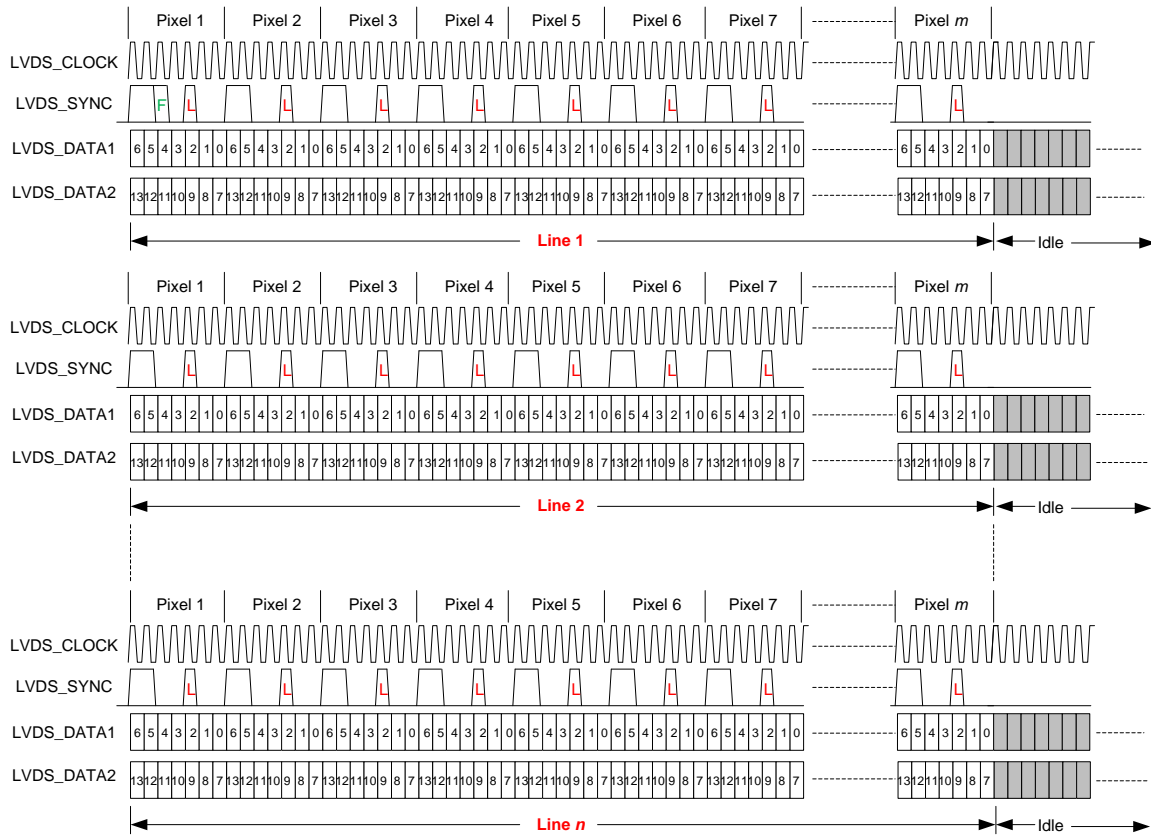 Pixel 1 Pixel 2 Pixel 3 Pixel 4 Pixel 5 Pixel 6 Pixel 7 Pixel m
LVDS_CLOCK
LVDS_SYNC F L L L L L L L L
LVDS_DATA1 6 5 4 3 2 1 0 6 5 4 3 2 1 0 6 5 4 3 2 1 0 6 5 4 3 2 1 0 6 5 4 3 2 1 0 6 5 4 3 2 1 0 6 5 4 3 2 1 0 6 5 4 3 2 1 0
LVDS_DATA2 13 12 11 10 9 8 7 13 12 11 10 9 8 7 13 12 11 10 9 8 7 13 12 11 10 9 8 7 13 12 11 10 9 8 7 13 12 11 10 9 8 7 13 12 11 10 9 8 7 13 12 11 10 9 8 7
Line 1 Idle
Pixel 1 Pixel 2 Pixel 3 Pixel 4 Pixel 5 Pixel 6 Pixel 7 Pixel m
LVDS_CLOCK
LVDS_SYNC L L L L L L L L
LVDS_DATA1 6 5 4 3 2 1 0 6 5 4 3 2 1 0 6 5 4 3 2 1 0 6 5 4 3 2 1 0 6 5 4 3 2 1 0 6 5 4 3 2 1 0 6 5 4 3 2 1 0 6 5 4 3 2 1 0
LVDS_DATA2 13 12 11 10 9 8 7 13 12 11 10 9 8 7 13 12 11 10 9 8 7 13 12 11 10 9 8 7 13 12 11 10 9 8 7 13 12 11 10 9 8 7 13 12 11 10 9 8 7 13 12 11 10 9 8 7
Line 2 Idle
Pixel 1 Pixel 2 Pixel 3 Pixel 4 Pixel 5 Pixel 6 Pixel 7 Pixel m
LVDS_CLOCK
LVDS_SYNC L L L L L L L L
LVDS_DATA1 6 5 4 3 2 1 0 6 5 4 3 2 1 0 6 5 4 3 2 1 0 6 5 4 3 2 1 0 6 5 4 3 2 1 0 6 5 4 3 2 1 0 6 5 4 3 2 1 0 6 5 4 3 2 1 0
LVDS_DATA2 13 12 11 10 9 8 7 13 12 11 10 9 8 7 13 12 11 10 9 8 7 13 12 11 10 9 8 7 13 12 11 10 9 8 7 13 12 11 10 9 8 7 13 12 11 10 9 8 7 13 12 11 10 9 8 7
Line n Idle